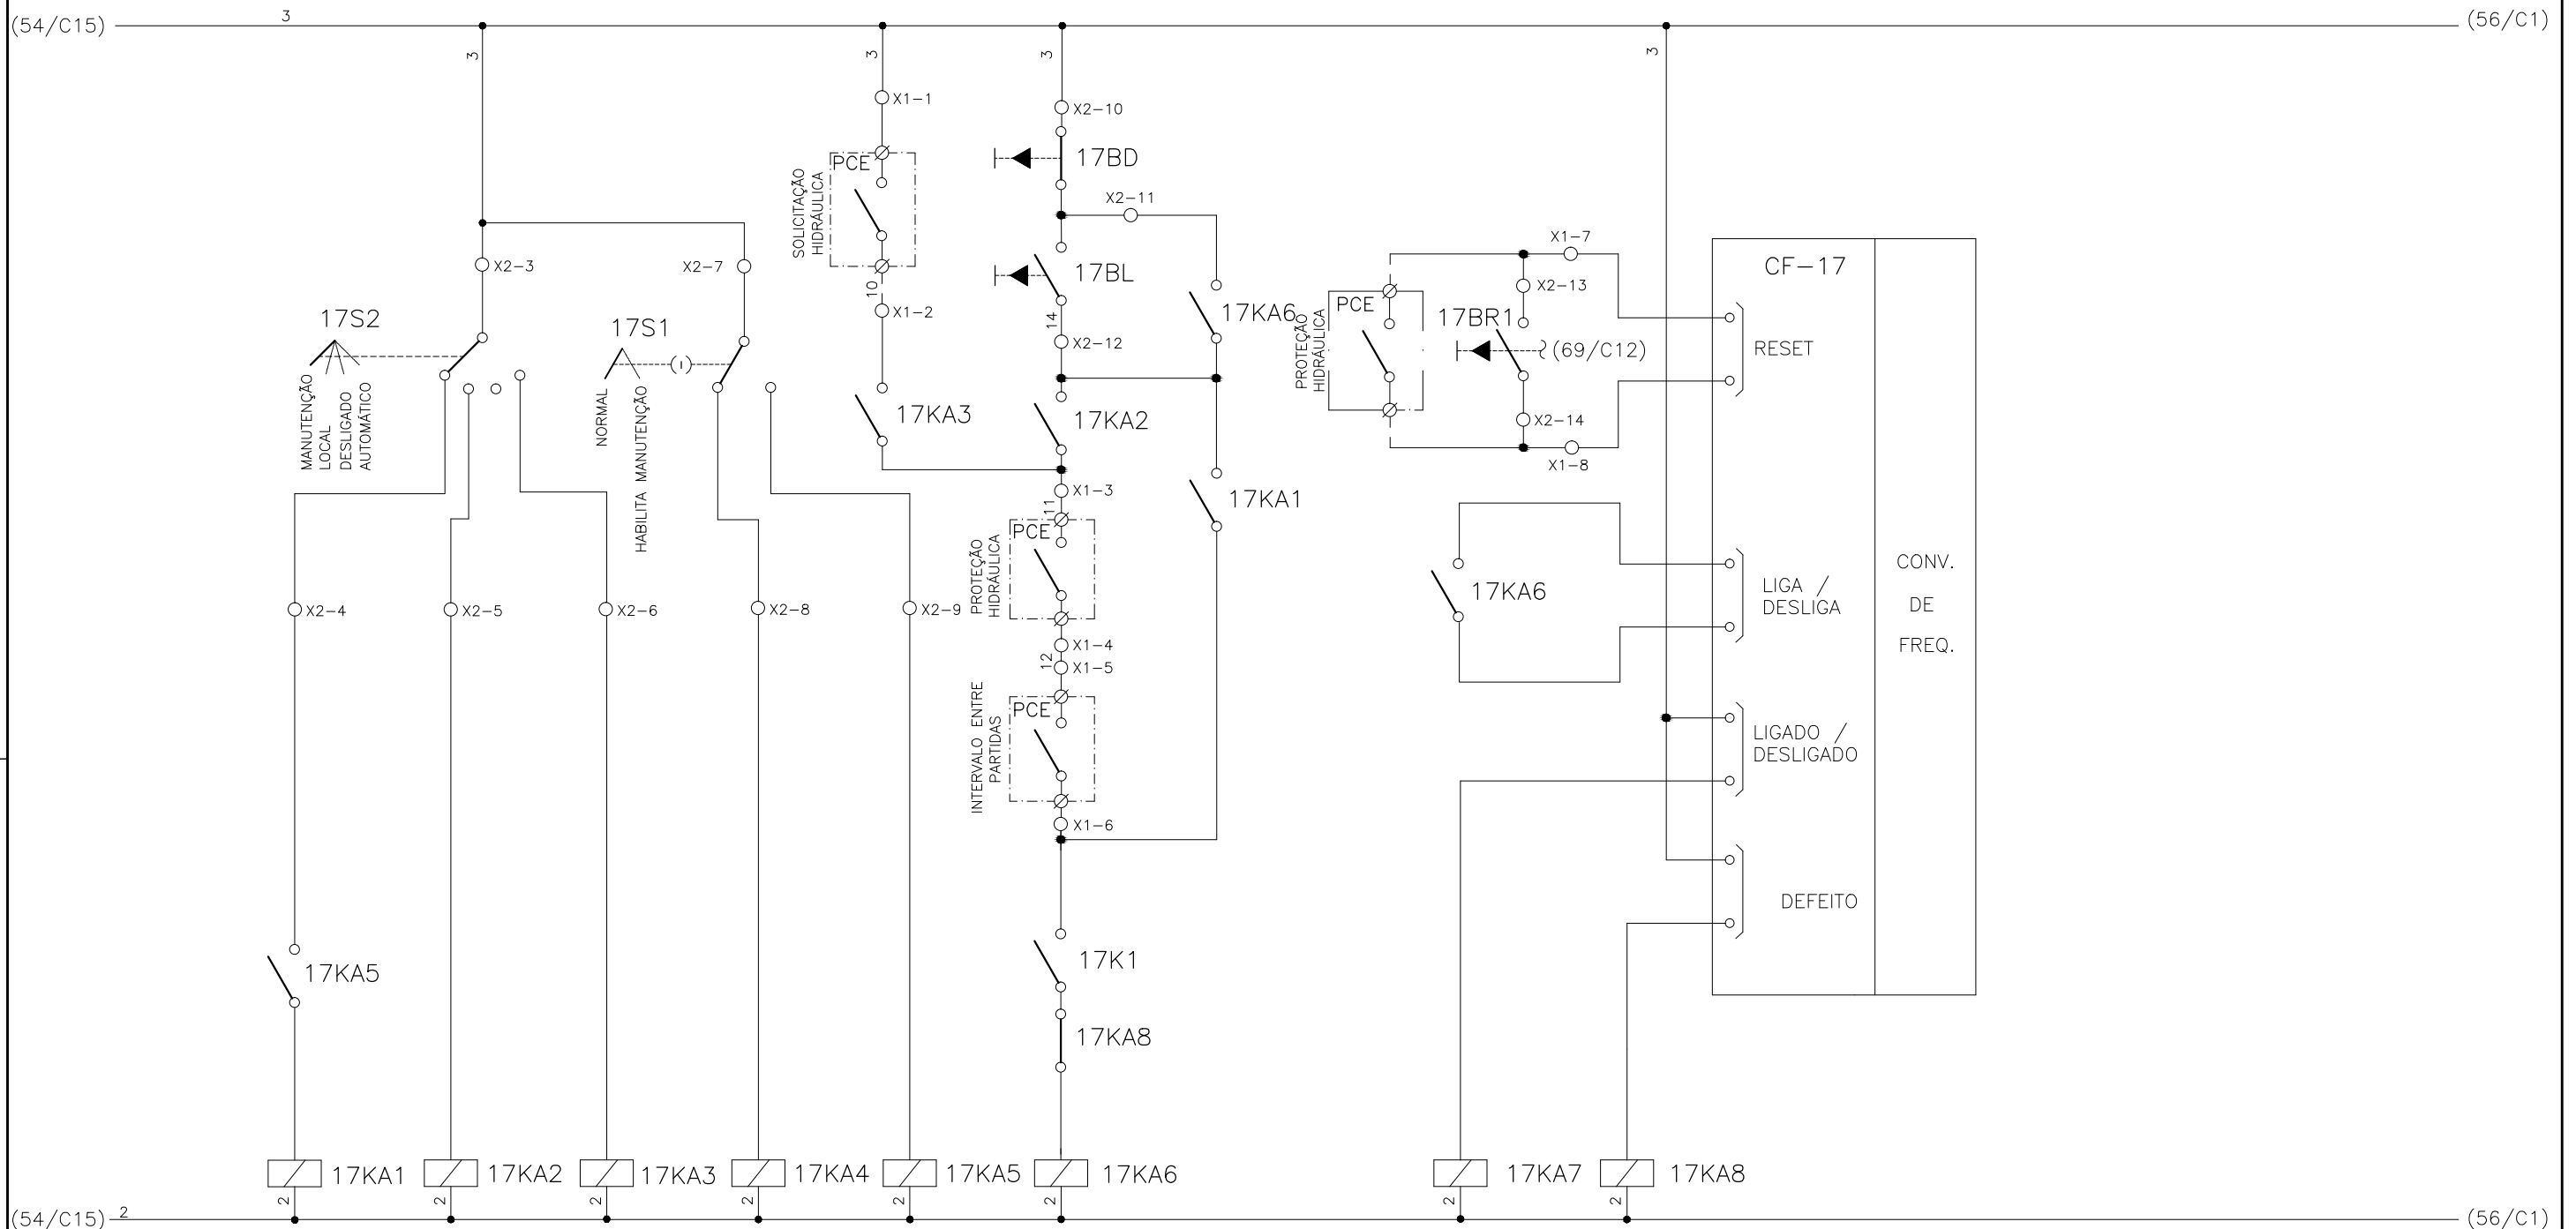 (54/C15)
3
(56/C1)
3
3
3
3
X1-1
X2-10
PCE
SOLICITAÇÃO
HIDRÁULICA
17BD
X2-11
X2-3
X2-7
10
X1-2
17BL
14
X2-12
17KA6
X1-7
X2-13
CF-17
17S2
MANUTENÇÃO
LOCAL
DESLIGADO
AUTOMÁTICO
17S1
NORMAL
HABILITA MANUTENÇÃO
PROTEÇÃO
HIDRÁULICA
PCE
17BR1
(69/C12)
RESET
17KA3
17KA2
X2-14
X1-8
X1-3
11
17KA1
PCE
PROTEÇÃO
HIDRÁULICA
CONV.
DE
FREQ.
17KA6
LIGA /
DESLIGA
X2-4
X2-5
X2-6
X2-8
X2-9
X1-4
12
X1-5
PCE
INTERVALO ENTRE
PARTIDAS
LIGADO /
DESLIGADO
X1-6
DEFEITO
17KA5
17K1
17KA8
17KA1
17KA2
17KA3
17KA4
17KA5
17KA6
17KA7
17KA8
2
2
2
2
2
2
2
2
(54/C15)
2
(56/C1)